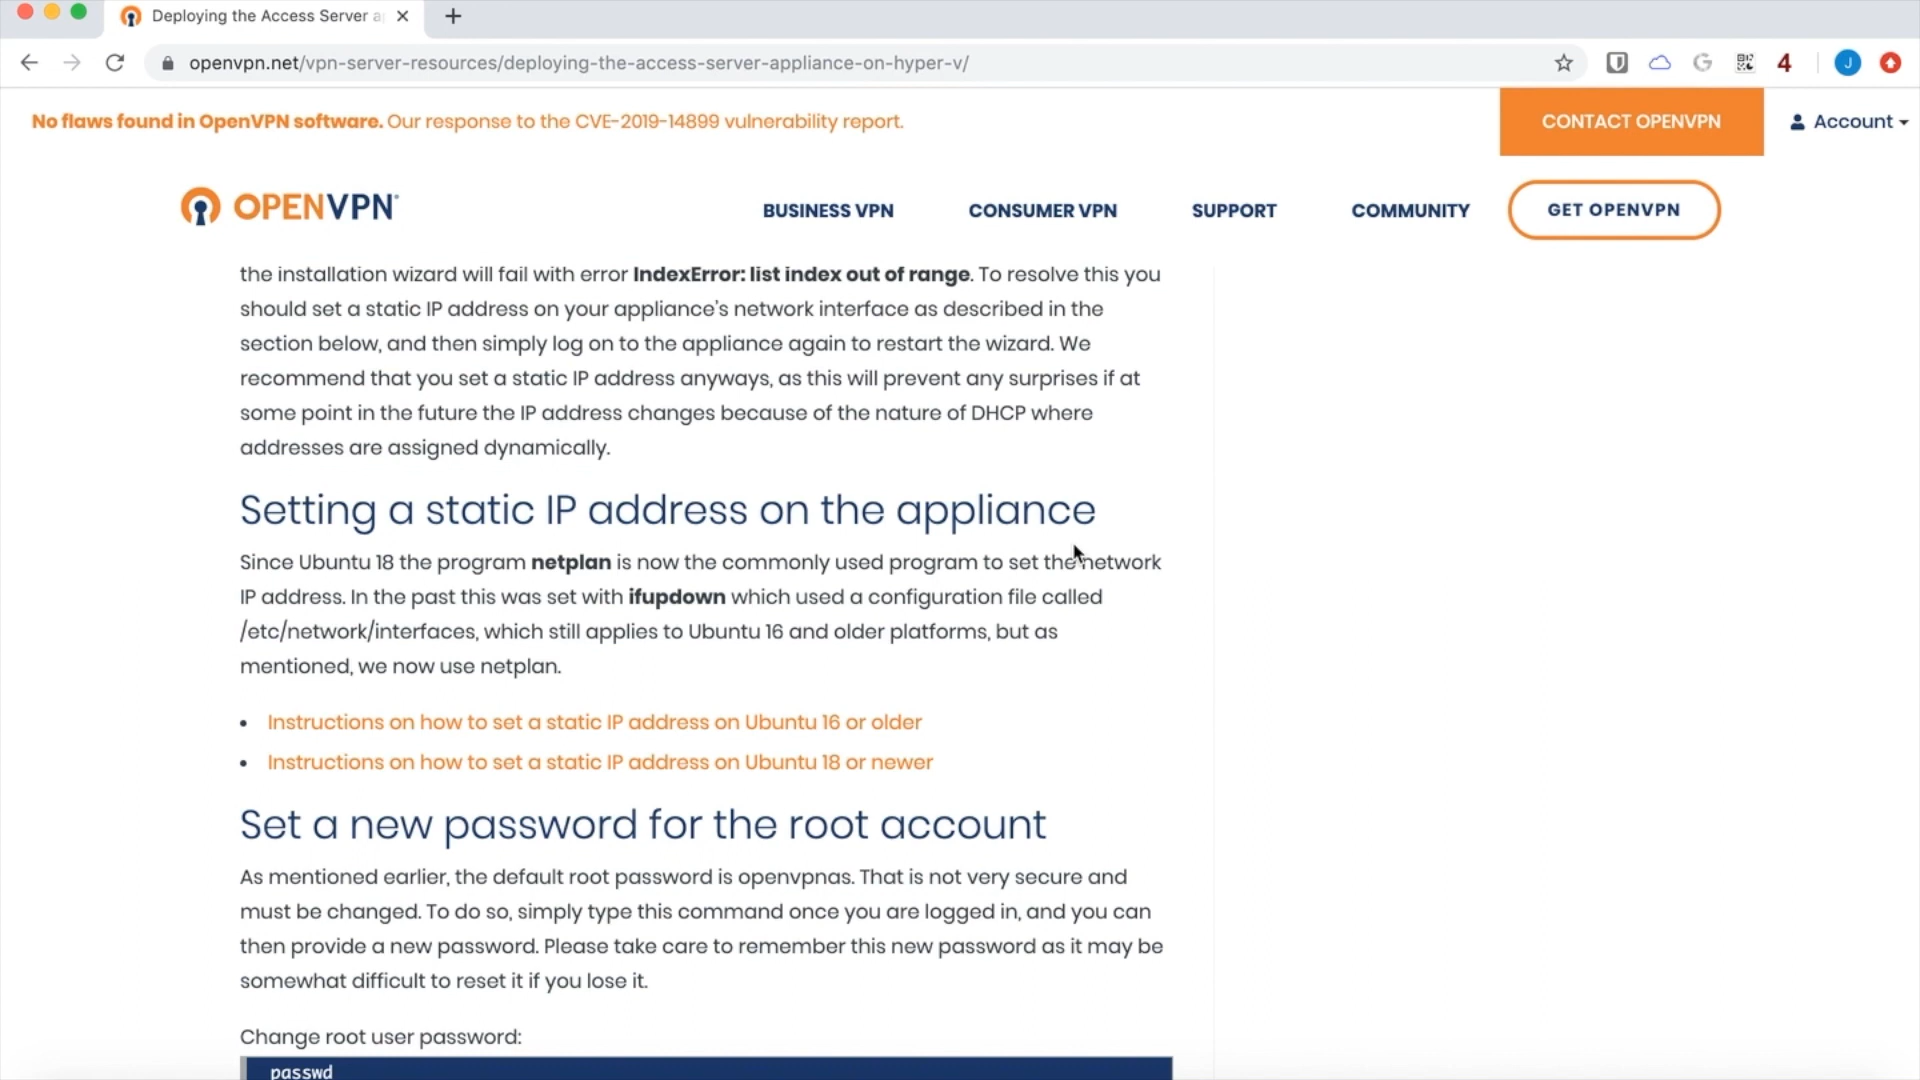 Deploying the Access Server a
openvpn.net/vpn-server-resources/deploying-the-access-server-appliance-on-hyper-v/
4
J
No flaws found in OpenVPN software. Our response to the CVE-2019-14899 vulnerability report.
CONTACT OPENVPN
Account
OPENVPN
BUSINESS VPN
CONSUMER VPN
SUPPORT
COMMUNITY
GET OPENVPN
the installation wizard will fail with error IndexError: list index out of range. To resolve this you
should set a static IP address on your appliance's network interface as described in the
section below, and then simply log on to the appliance again to restart the wizard. We
recommend that you set a static IP address anyways, as this will prevent any surprises if at
some point in the future the IP address changes because of the nature of DHCP where
addresses are assigned dynamically.
Setting a static IP address on the appliance
Since Ubuntu 18 the program netplan is now the commonly used program to set the network
IP address. In the past this was set with ifupdown which used a configuration file called
/etc/network/interfaces, which still applies to Ubuntu 16 and older platforms, but as
mentioned, we now use netplan.
• Instructions on how to set a static IP address on Ubuntu 16 or older
• Instructions on how to set a static IP address on Ubuntu 18 or newer
Set a new password for the root account
As mentioned earlier, the default root password is openvpnas. That is not very secure and
must be changed. To do so, simply type this command once you are logged in, and you can
then provide a new password. Please take care to remember this new password as it may be
somewhat difficult to reset it if you lose it.
Change root user password:
passwd